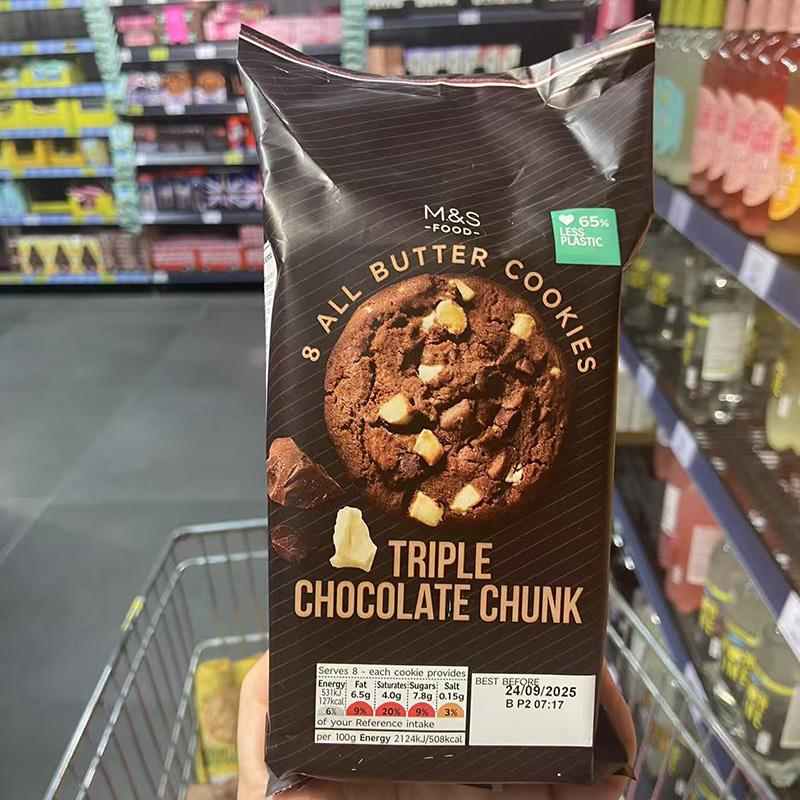 M&S
-FOOD-
65%
LESS
PLASTIC
8 ALL BUTTER COOKIES
TRIPLE
CHOCOLATE CHUNK
Serves 8 - each cookie provides
Energy Fat Saturates Sugars Salt
531kJ 6.5g 4.0g 7.8g 0.15g
127kcal
6% 9% 20% 9% 3%
of your Reference intake
per 100g Energy 2124kJ/508kcal
BEST BEFORE
24/09/2025
B P2 07:17